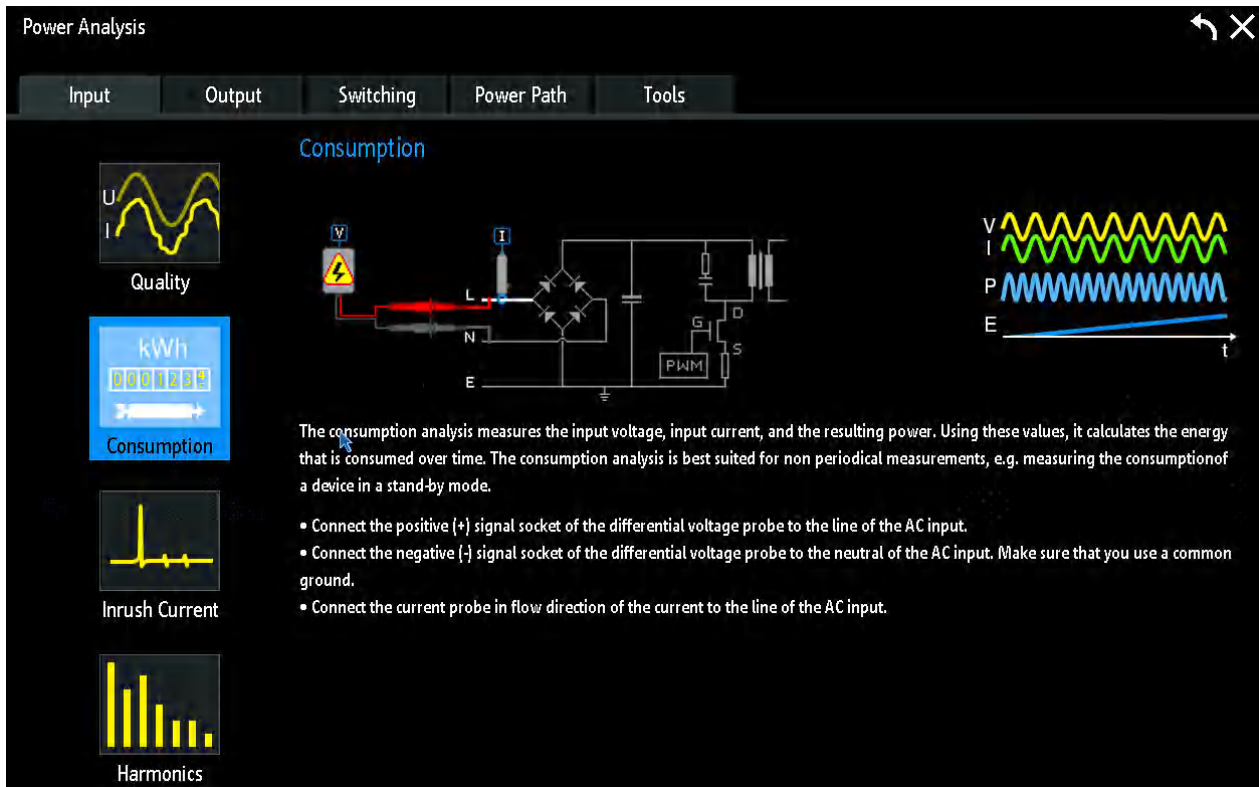 Power Analysis
Input Output Switching Power Path Tools
Consumption
U
I
Quality
kWh
0001234
Consumption
Inrush Current
Harmonics
V
I
L
N
E
G
D
S
PWM
V
I
P
E
t
The consumption analysis measures the input voltage, input current, and the resulting power. Using these values, it calculates the energy
that is consumed over time. The consumption analysis is best suited for non periodical measurements, e.g. measuring the consumptionof
a device in a stand-by mode.
• Connect the positive (+) signal socket of the differential voltage probe to the line of the AC input.
• Connect the negative (-) signal socket of the differential voltage probe to the neutral of the AC input. Make sure that you use a common
ground.
• Connect the current probe in flow direction of the current to the line of the AC input.